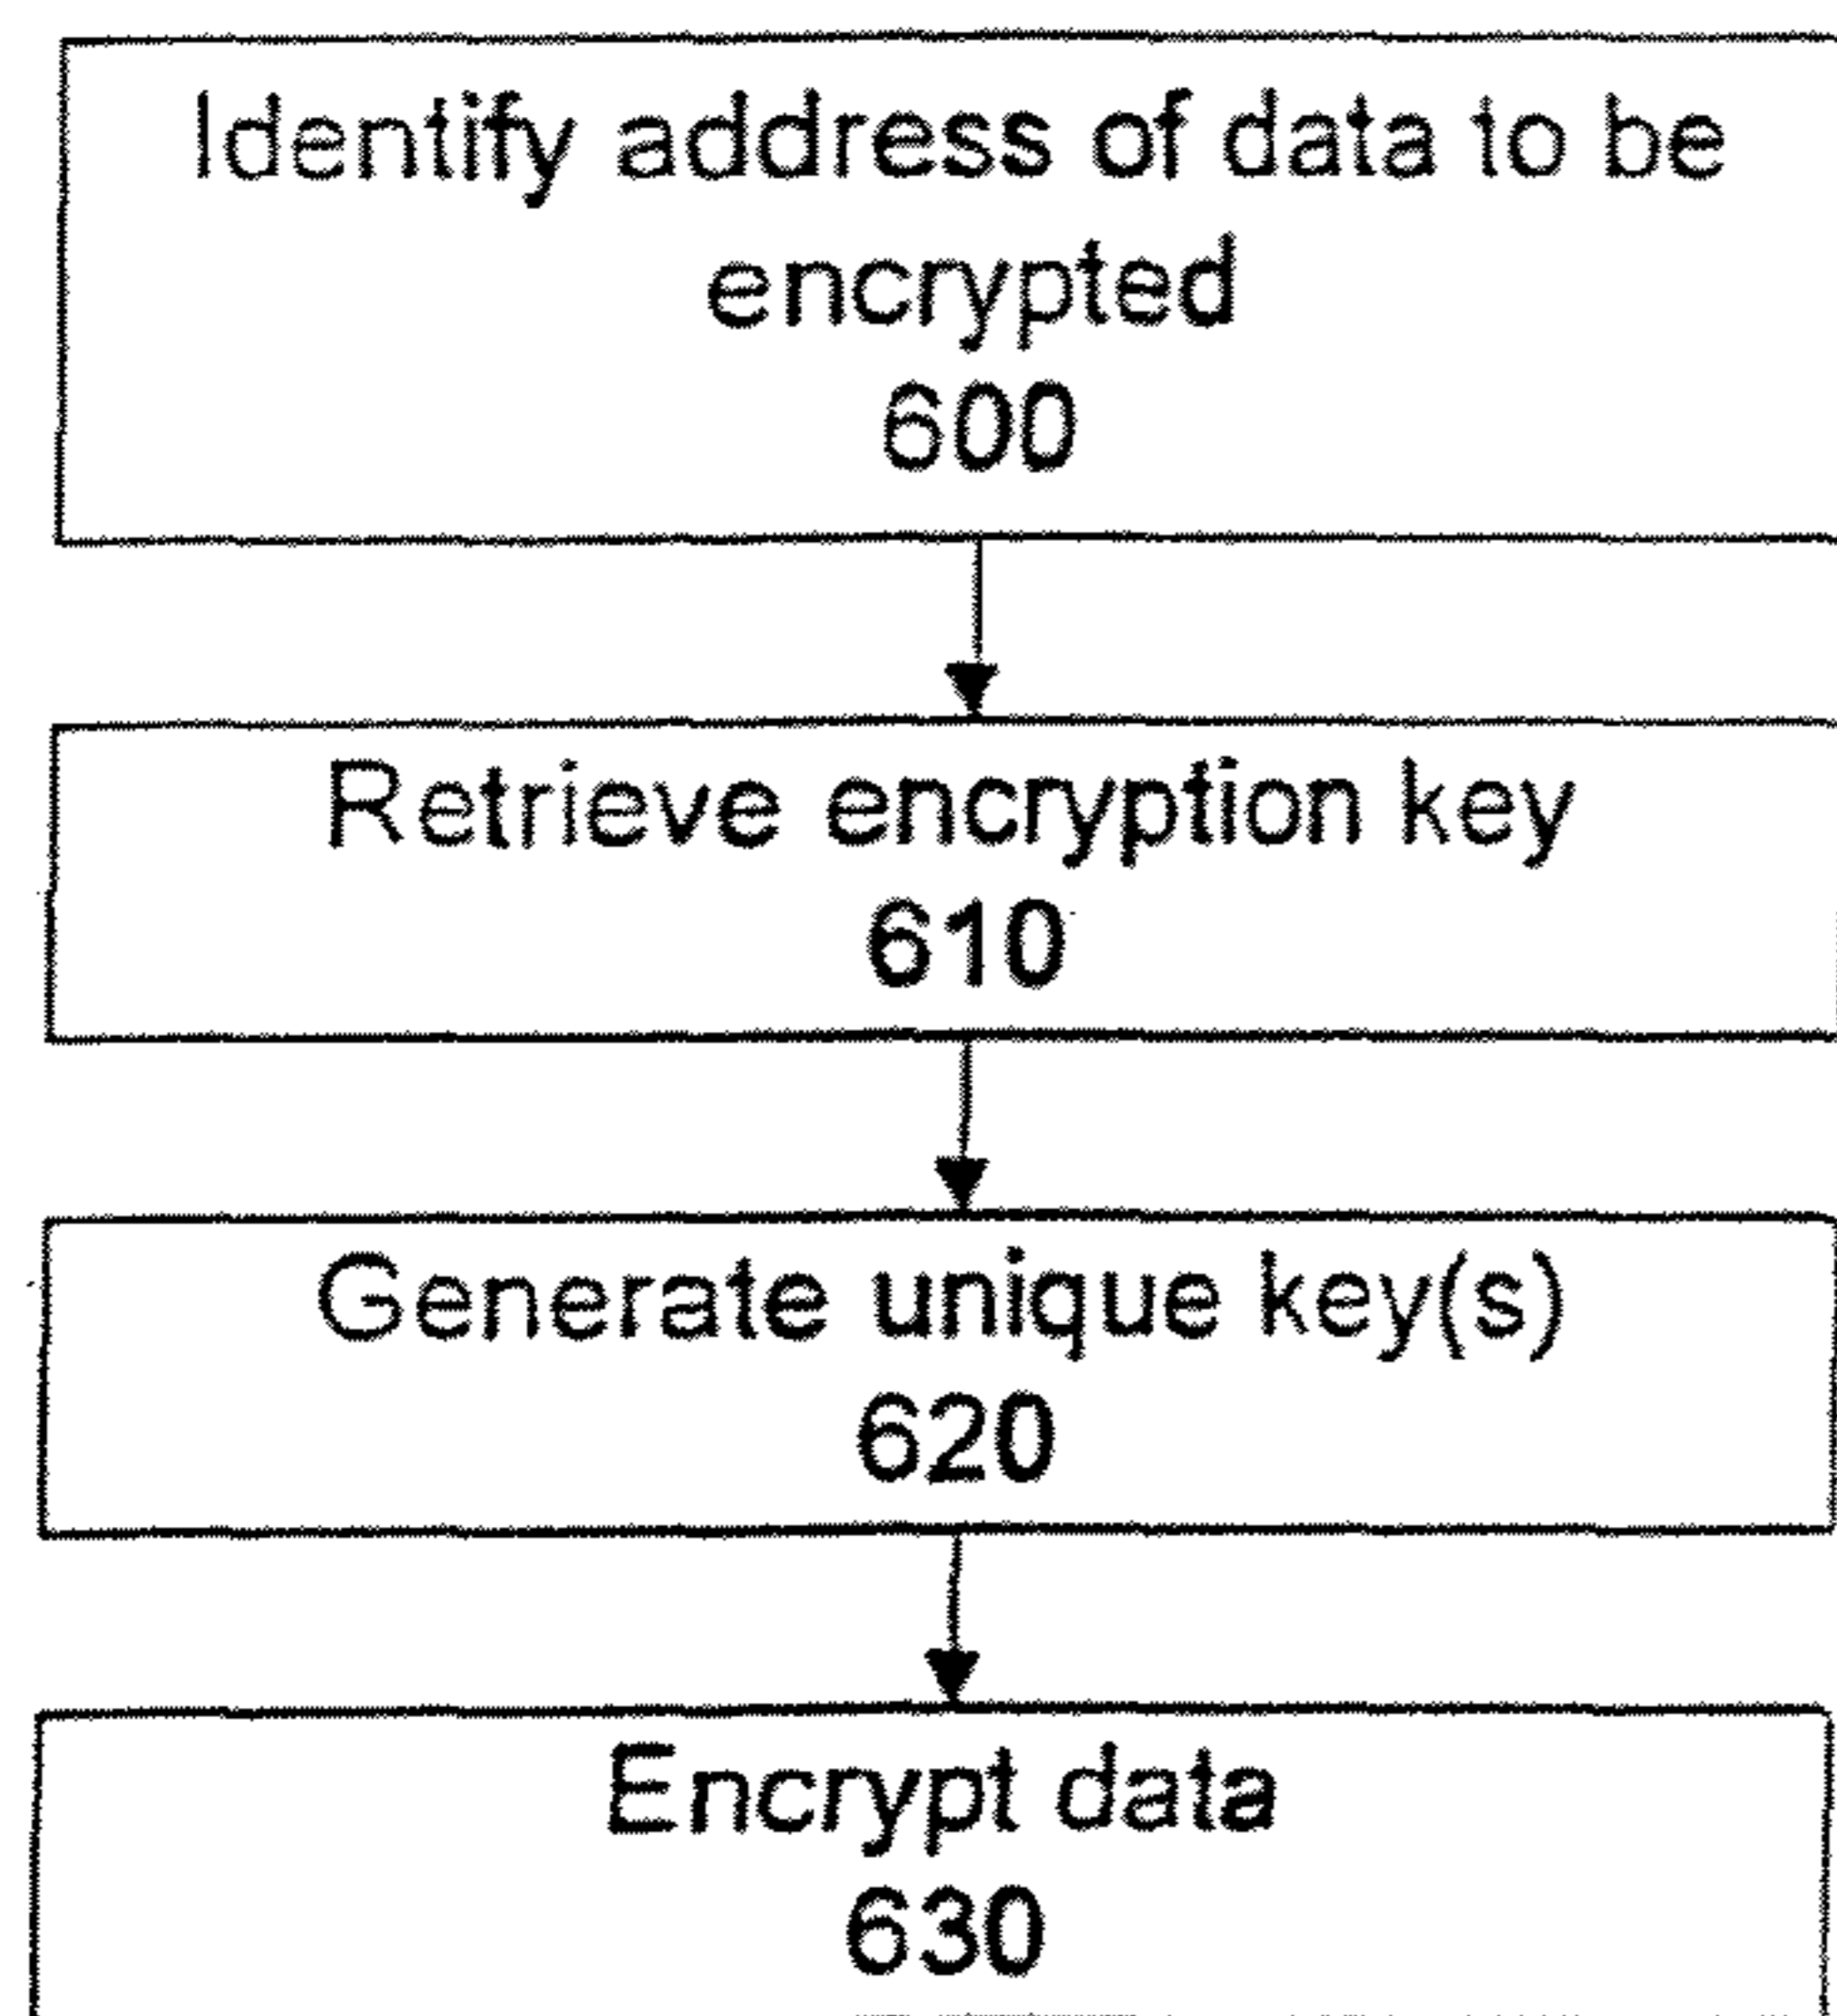 Identify address of data to be
encrypted
600
Retrieve encryption key
610
Generate unique key(s)
620
Encrypt data
630